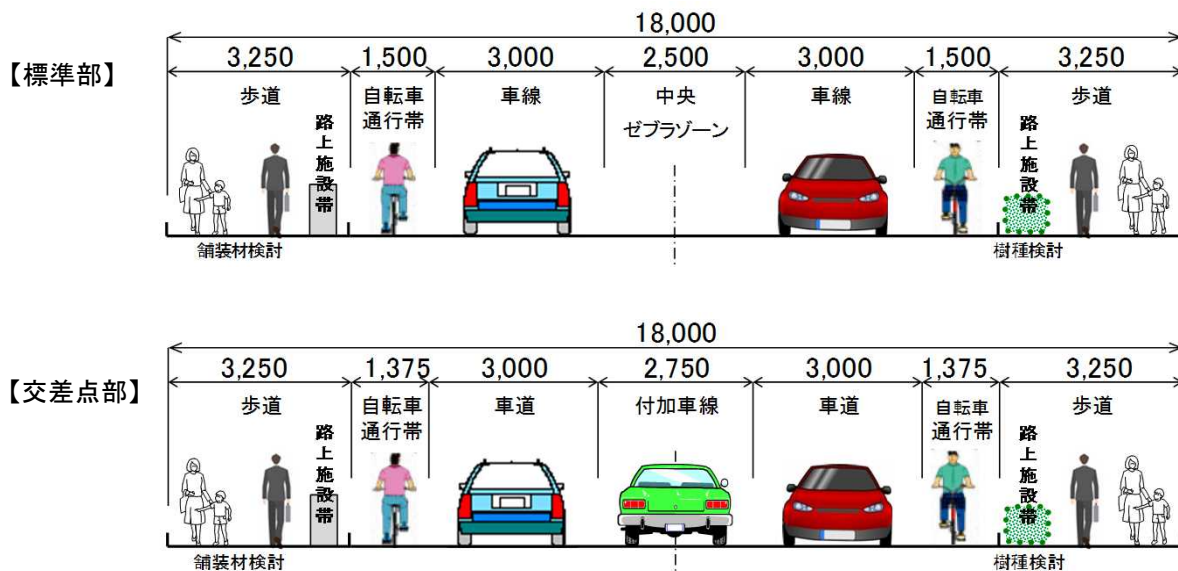 18,000
【標準部】
3,250 1,500 3,000 2,500 3,000 1,500 3,250
歩道 自転車通行帯 車線 中央ゼブラゾーン 車線 自転車通行帯 歩道
路上施設帯 路上施設帯
舗装材検討 樹種検討
18,000
【交差点部】
3,250 1,375 3,000 2,750 3,000 1,375 3,250
歩道 自転車通行帯 車道 付加車線 車道 自転車通行帯 歩道
路上施設帯 路上施設帯
舗装材検討 樹種検討